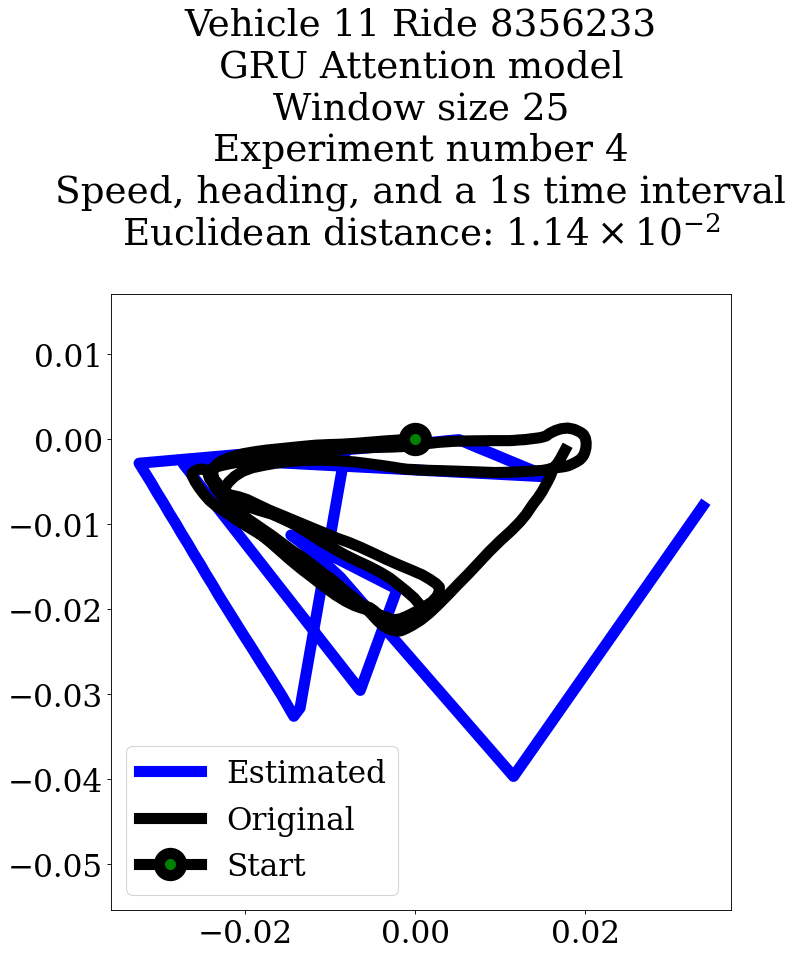 Vehicle 11 Ride 8356233
GRU Attention model
Window size 25
Experiment number 4
Speed, heading, and a 1s time interval
Euclidean distance: 1.14 × 10⁻²
0.01
0.00
−0.01
−0.02
−0.03
−0.04
−0.05
Estimated
Original
Start
−0.02 0.00 0.02